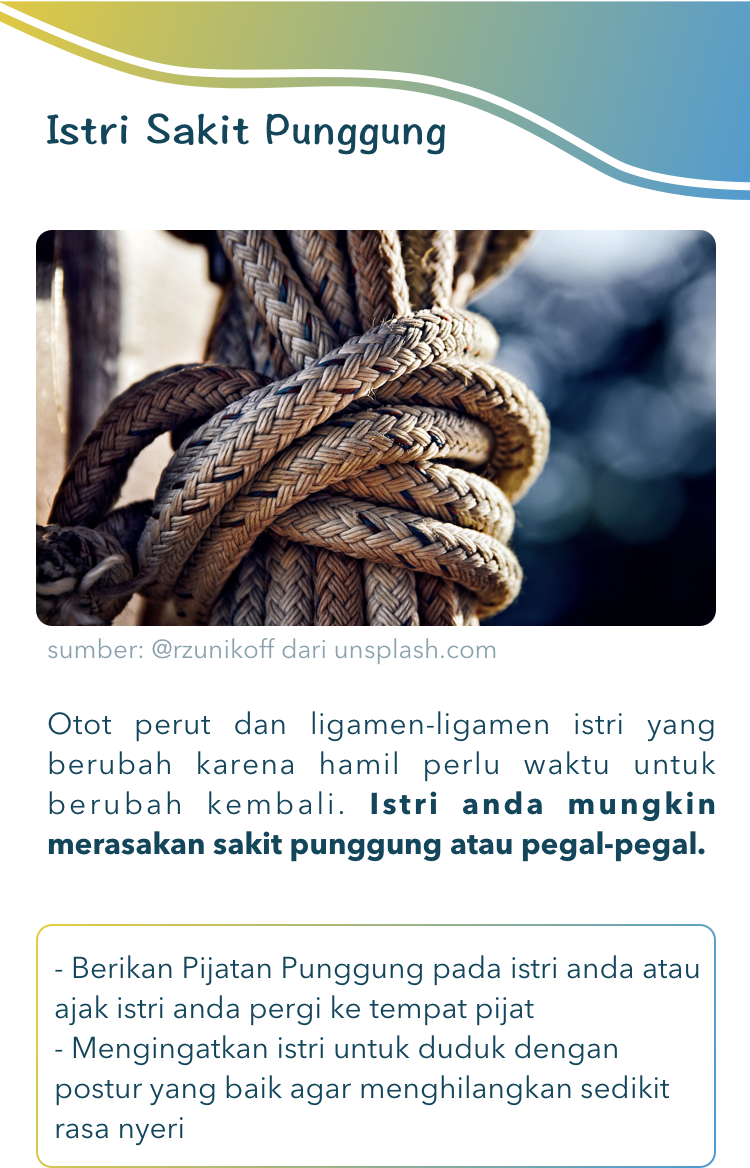 Istri Sakit Punggung
sumber: @rzunikoff dari unsplash.com
Otot perut dan ligamen-ligamen istri yang
berubah karena hamil perlu waktu untuk
berubah kembali. Istri anda mungkin
merasakan sakit punggung atau pegal-pegal.
- Berikan Pijatan Punggung pada istri anda atau
ajak istri anda pergi ke tempat pijat
- Mengingatkan istri untuk duduk dengan
postur yang baik agar menghilangkan sedikit
rasa nyeri